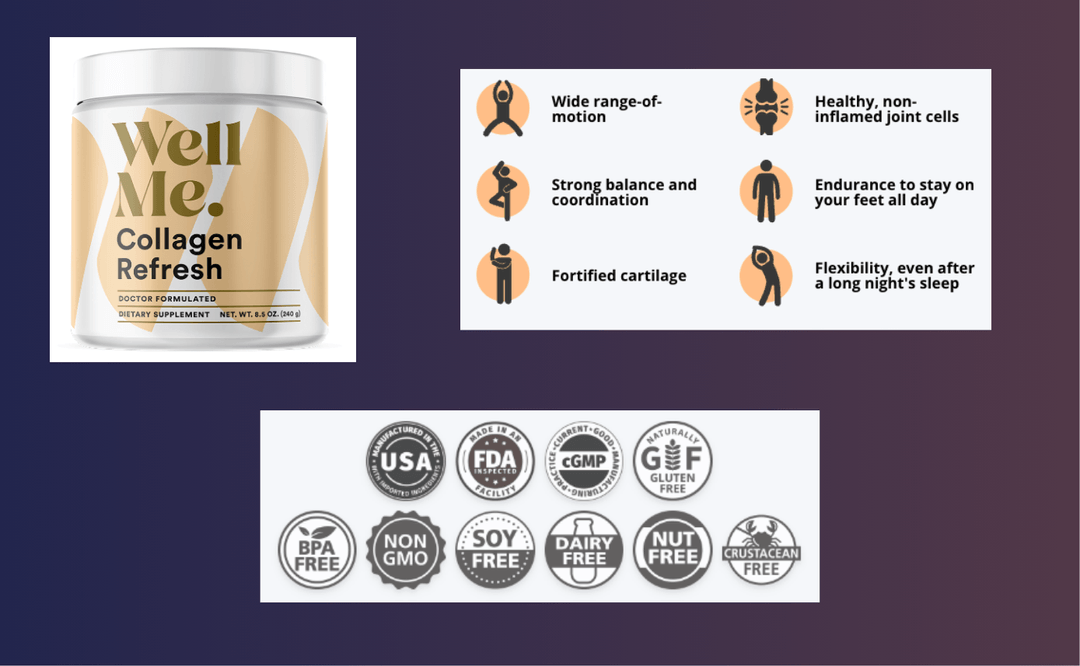 Well
Me.
Collagen
Refresh
DOCTOR FORMULATED
DIETARY SUPPLEMENT NET. WT. 8.5 OZ. (240 g)
Wide range-of-
motion
Healthy, non-
inflamed joint cells
Strong balance and
coordination
Endurance to stay on
your feet all day
Fortified cartilage
Flexibility, even after
a long night's sleep
MANUFACTURED IN THE
USA
WITH IMPORTED INGREDIENTS
MADE IN AN
FDA
INSPECTED
FACILITY
CURRENT•GOOD•MANUFACTURING•PRACTICE•
cGMP
NATURALLY
G F
GLUTEN
FREE
BPA
FREE
NON
GMO
SOY
FREE
DAIRY
FREE
NUT
FREE
CRUSTACEAN
FREE